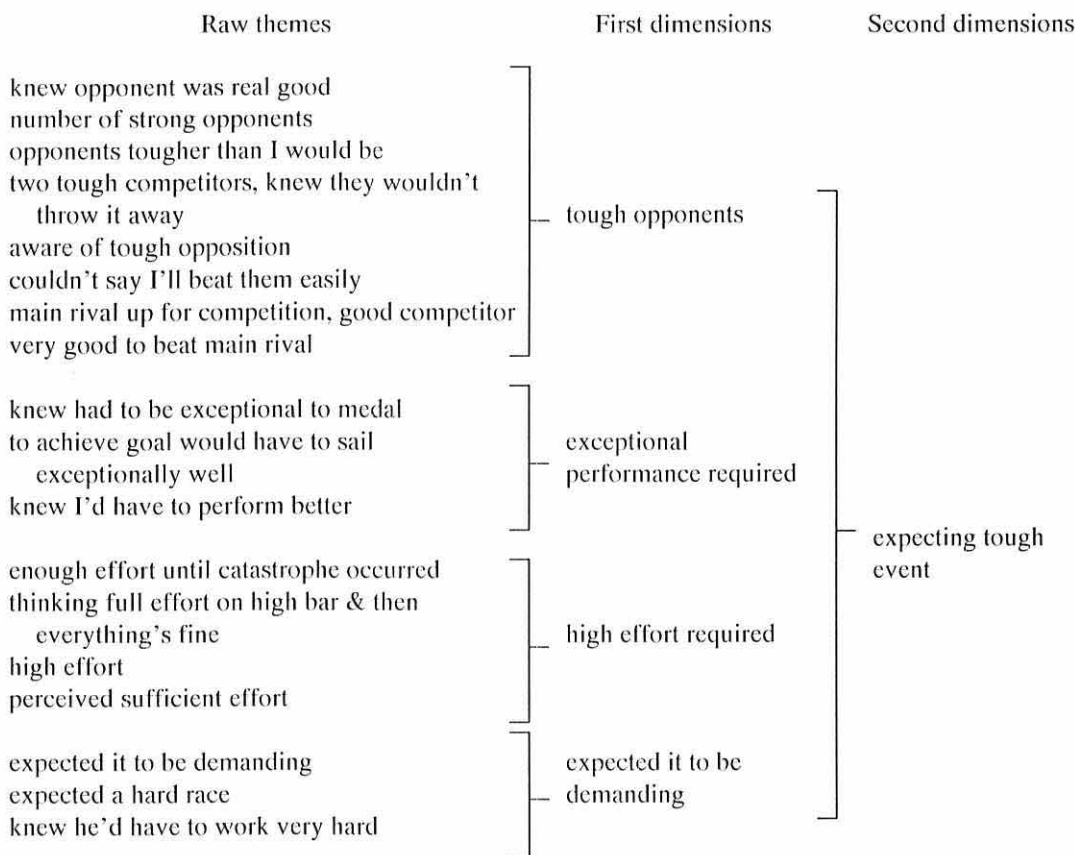 Raw themes First dimensions Second dimensions
knew opponent was real good
number of strong opponents
opponents tougher than I would be
two tough competitors, knew they wouldn't
throw it away
aware of tough opposition
couldn't say I'll beat them easily
main rival up for competition, good competitor
very good to beat main rival
tough opponents
knew had to be exceptional to medal
to achieve goal would have to sail
exceptionally well
knew I'd have to perform better
exceptional
performance required
enough effort until catastrophe occurred
thinking full effort on high bar & then
everything's fine
high effort
perceived sufficient effort
high effort required
expected it to be demanding
expected a hard race
knew he'd have to work very hard
expected it to be
demanding
expecting tough
event